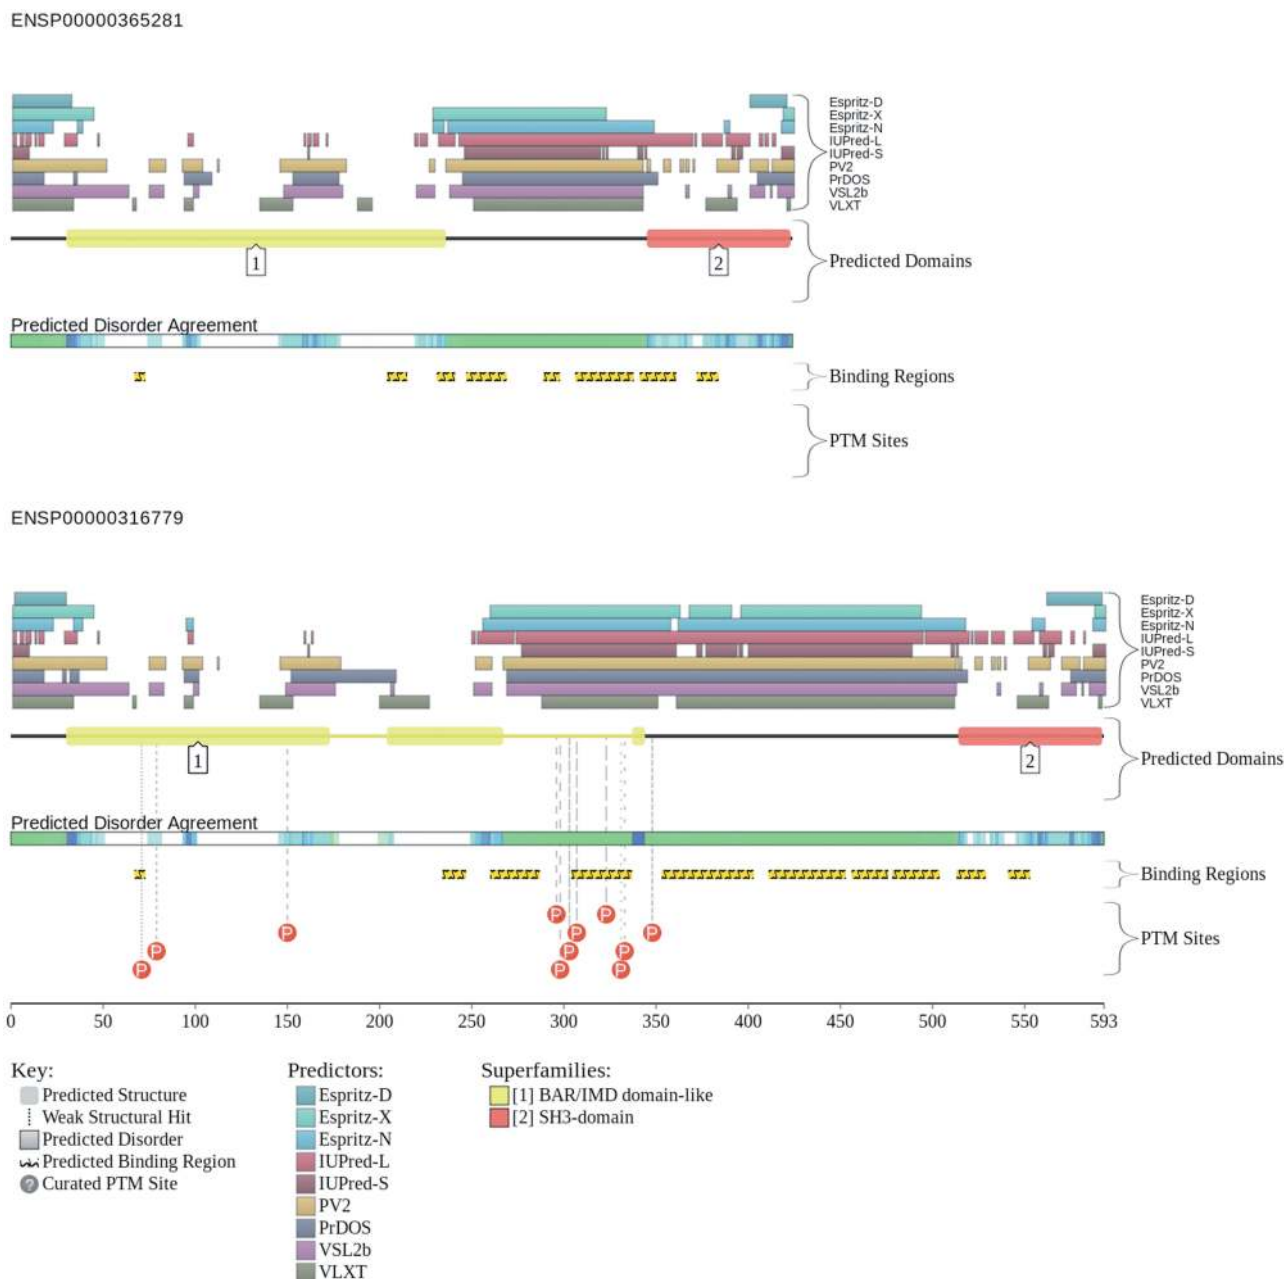 ENSP00000365281
Espritz-D
Espritz-X
Espritz-N
IUPred-L
IUPred-S
PV2
PrDOS
VSL2b
VLXT
1
2
Predicted Domains
Predicted Disorder Agreement
Binding Regions
PTM Sites
ENSP00000316779
Espritz-D
Espritz-X
Espritz-N
IUPred-L
IUPred-S
PV2
PrDOS
VSL2b
VLXT
1
2
Predicted Domains
Predicted Disorder Agreement
Binding Regions
P P
P P P
P P P
P P P
PTM Sites
0 50 100 150 200 250 300 350 400 450 500 550 593
Key:
Predicted Structure
Weak Structural Hit
Predicted Disorder
Predicted Binding Region
? Curated PTM Site
Predictors:
Espritz-D
Espritz-X
Espritz-N
IUPred-L
IUPred-S
PV2
PrDOS
VSL2b
VLXT
Superfamilies:
[1] BAR/IMD domain-like
[2] SH3-domain